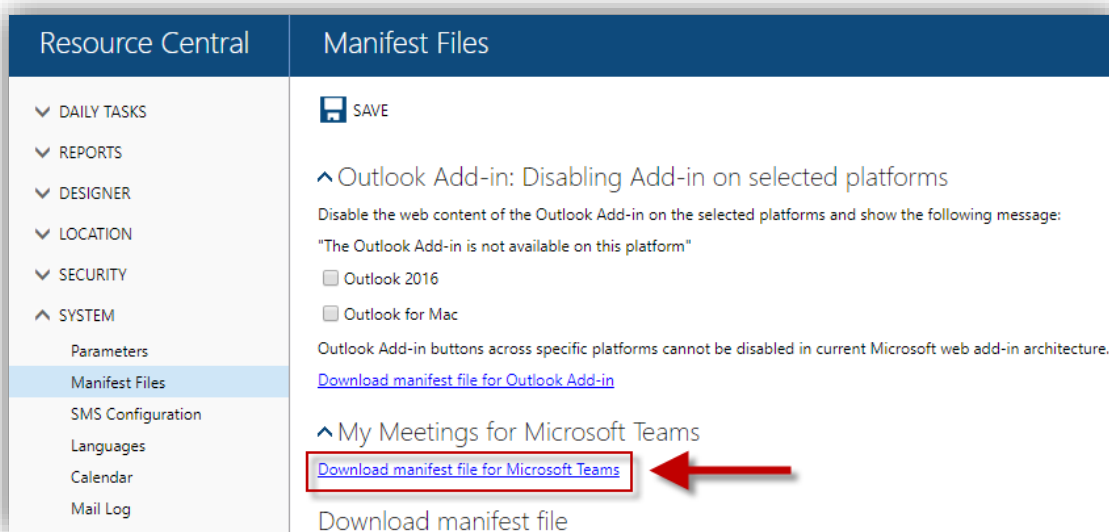 Resource Central
Manifest Files
DAILY TASKS
REPORTS
DESIGNER
LOCATION
SECURITY
SYSTEM
Parameters
Manifest Files
SMS Configuration
Languages
Calendar
Mail Log
SAVE
Outlook Add-in: Disabling Add-in on selected platforms
Disable the web content of the Outlook Add-in on the selected platforms and show the following message:
"The Outlook Add-in is not available on this platform"
Outlook 2016
Outlook for Mac
Outlook Add-in buttons across specific platforms cannot be disabled in current Microsoft web add-in architecture.
Download manifest file for Outlook Add-in
My Meetings for Microsoft Teams
Download manifest file for Microsoft Teams
Download manifest file